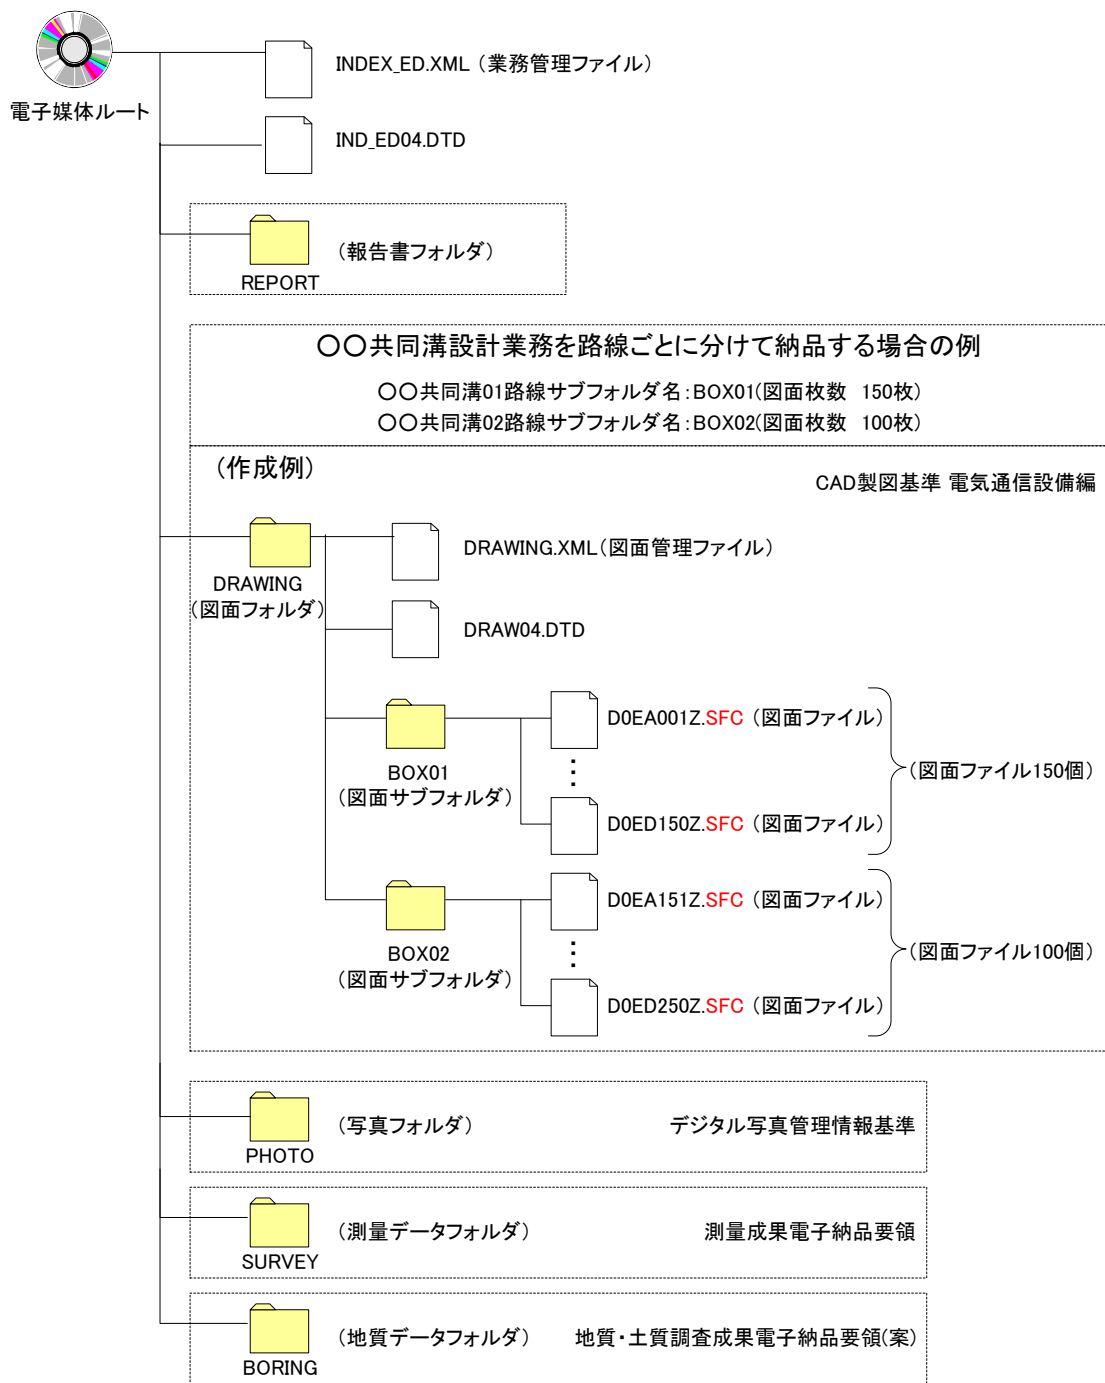 電子媒体ルート
INDEX_ED.XML（業務管理ファイル）
IND_ED04.DTD
REPORT
（報告書フォルダ）
〇〇共同溝設計業務を路線ごとに分けて納品する場合の例
〇〇共同溝01路線サブフォルダ名：BOX01(図面枚数　150枚)
〇〇共同溝02路線サブフォルダ名：BOX02(図面枚数　100枚)
（作成例）
CAD製図基準 電気通信設備編
DRAWING
（図面フォルダ）
DRAWING.XML（図面管理ファイル）
DRAW04.DTD
BOX01
（図面サブフォルダ）
D0EA001Z.SFC（図面ファイル）
⋮
D0ED150Z.SFC（図面ファイル）
（図面ファイル150個）
BOX02
（図面サブフォルダ）
D0EA151Z.SFC（図面ファイル）
⋮
D0ED250Z.SFC（図面ファイル）
（図面ファイル100個）
PHOTO
（写真フォルダ）
デジタル写真管理情報基準
SURVEY
（測量データフォルダ）
測量成果電子納品要領
BORING
（地質データフォルダ）
地質・土質調査成果電子納品要領(案)